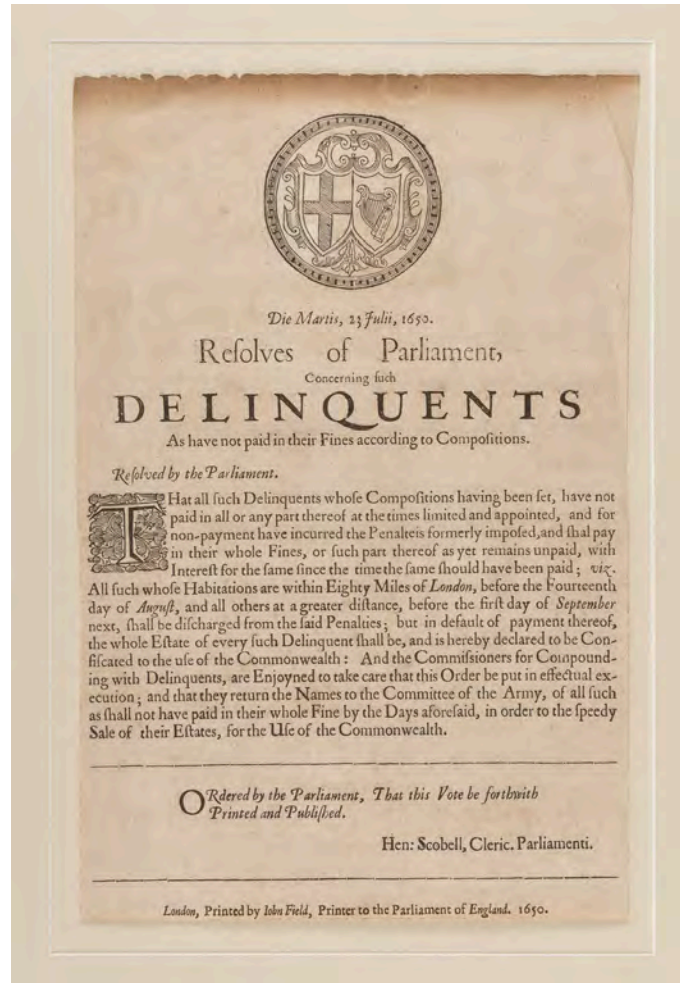 Die Martis, 23 Julii, 1650.
Reſolves of Parliament,
Concerning ſuch
DELINQUENTS
As have not paid in their Fines according to Compoſitions.
Reſolved by the Parliament.
THat all ſuch Delinquents whoſe Compoſitions having been ſet, have not
paid in all or any part thereof at the times limited and appointed, and for
non-payment have incurred the Penalteis formerly impoſed, and ſhal pay
in their whole Fines, or ſuch part thereof as yet remains unpaid, with
Intereſt for the ſame ſince the time the ſame ſhould have been paid; viz.
All ſuch whoſe Habitations are within Eighty Miles of London, before the Fourteenth
day of Auguſt, and all others at a greater diſtance, before the firſt day of September
next, ſhall be diſcharged from the ſaid Penalties; but in default of payment thereof,
the whole Eſtate of every ſuch Delinquent ſhall be, and is hereby declared to be Con-
fiſcated to the uſe of the Commonwealth: And the Commiſsioners for Compound-
ing with Delinquents, are Enjoyned to take care that this Order be put in effectual ex-
ecution; and that they return the Names to the Committee of the Army, of all ſuch
as ſhall not have paid in their whole Fine by the Days aforeſaid, in order to the ſpeedy
Sale of their Eſtates, for the Uſe of the Commonwealth.
ORdered by the Parliament, That this Vote be forthwith
Printed and Publiſhed.
Hen: Scobell, Cleric. Parliamenti.
London, Printed by Iohn Field, Printer to the Parliament of England. 1650.